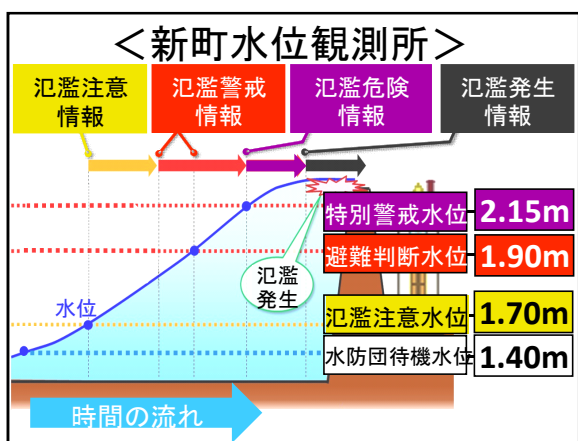 ＜新町水位観測所＞
氾濫注意
情報
氾濫警戒
情報
氾濫危険
情報
氾濫発生
情報
特別警戒水位 2.15m
避難判断水位 1.90m
氾濫
発生
水位
氾濫注意水位 1.70m
水防団待機水位 1.40m
時間の流れ